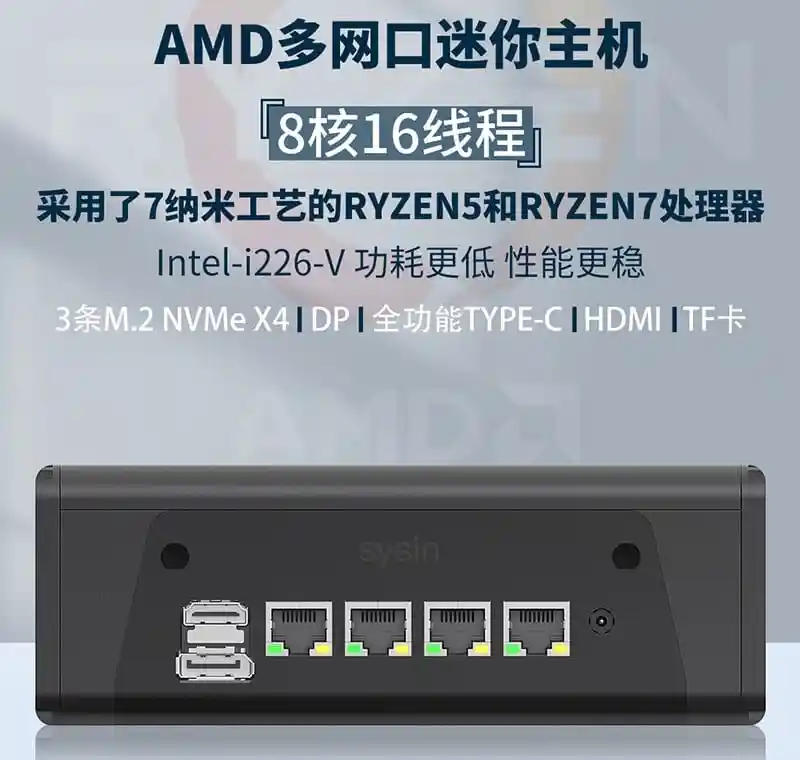 AMD多网口迷你主机
8核16线程
采用了7纳米工艺的RYZEN5和RYZEN7处理器
Intel-i226-V 功耗更低 性能更稳
3条M.2 NVMe X4 | DP | 全功能TYPE-C | HDMI | TF卡
AMD
sysin